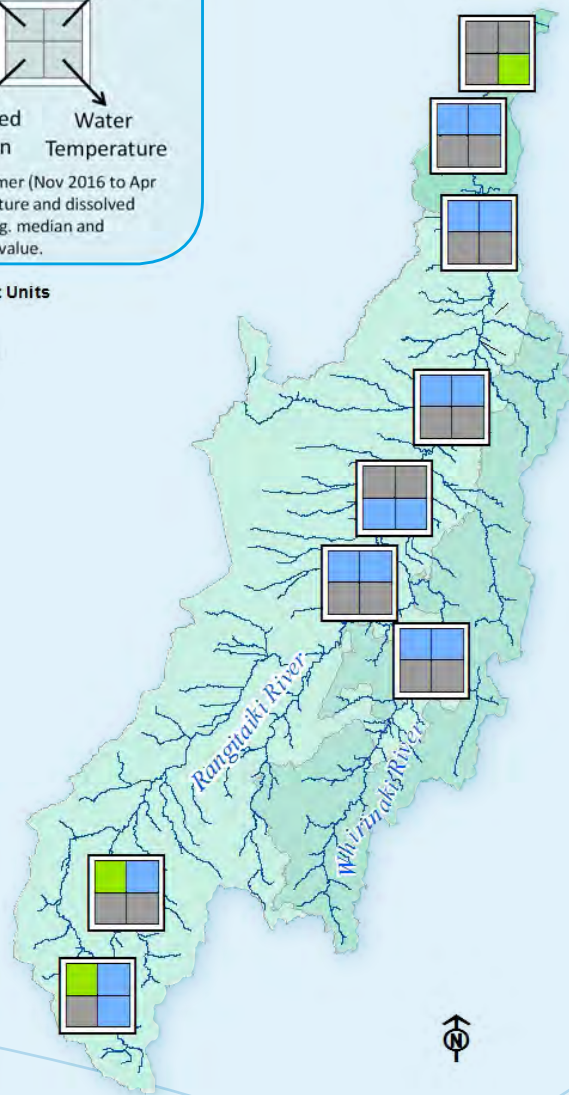 ed
n
Water
Temperature
mer (Nov 2016 to Apr
ture and dissolved
g. median and
value.
t Units
Rangitaiki River
Whirinaki River
N